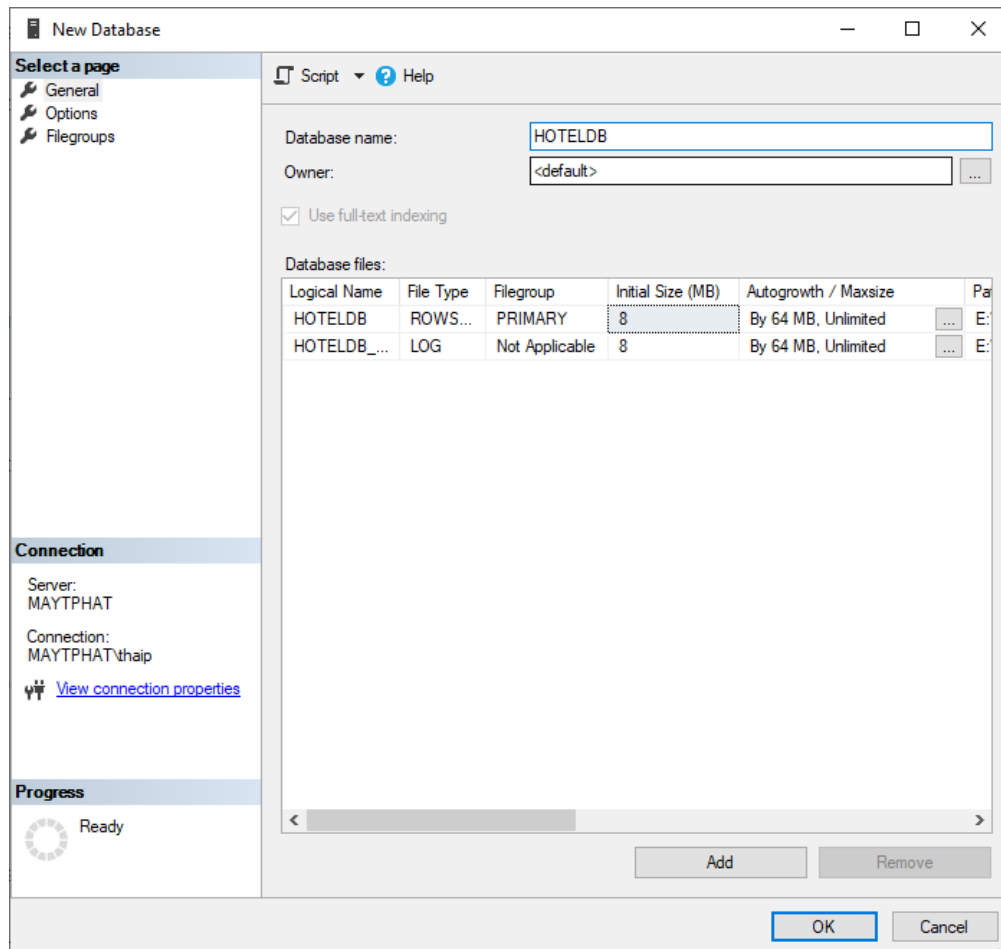 New Database
Select a page
General
Options
Filegroups
Script Help
Database name: HOTELDB
Owner: <default> ...
Use full-text indexing
Database files:
Logical Name File Type Filegroup Initial Size (MB) Autogrowth / Maxsize
HOTELDB ROWS... PRIMARY 8 By 64 MB, Unlimited ... E:
HOTELDB_... LOG Not Applicable 8 By 64 MB, Unlimited ... E:
Connection
Server:
MAYTPHAT
Connection:
MAYTPHAT\thaip
View connection properties
Progress
Ready
Add Remove
OK Cancel